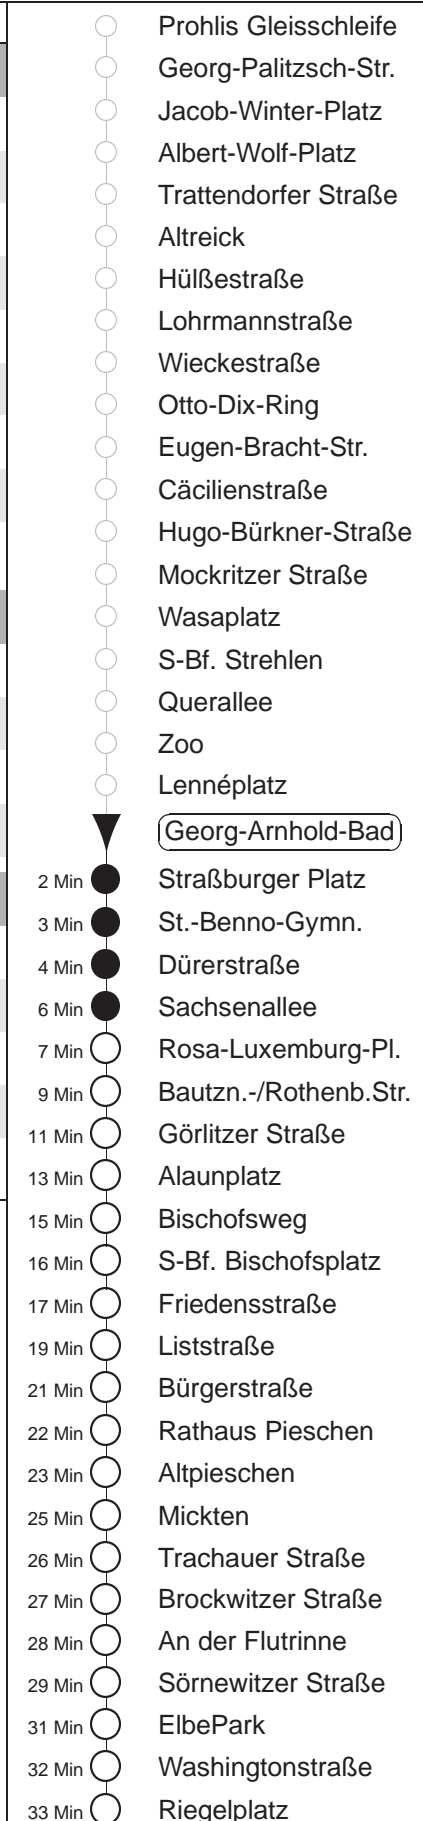 Prohlis Gleisschleife
Georg-Palitzsch-Str.
Jacob-Winter-Platz
Albert-Wolf-Platz
Trattendorfer Straße
Altreick
Hülßestraße
Lohrmannstraße
Wieckestraße
Otto-Dix-Ring
Eugen-Bracht-Str.
Cäcilienstraße
Hugo-Bürkner-Straße
Mockritzer Straße
Wasaplatz
S-Bf. Strehlen
Querallee
Zoo
Lennéplatz
Georg-Arnhold-Bad
2 Min Straßburger Platz
3 Min St.-Benno-Gymn.
4 Min Dürerstraße
6 Min Sachsenallee
7 Min Rosa-Luxemburg-Pl.
9 Min Bautzn.-/Rothenb.Str.
11 Min Görlitzer Straße
13 Min Alaunplatz
15 Min Bischofsweg
16 Min S-Bf. Bischofsplatz
17 Min Friedensstraße
19 Min Liststraße
21 Min Bürgerstraße
22 Min Rathaus Pieschen
23 Min Altpieschen
25 Min Mickten
26 Min Trachauer Straße
27 Min Brockwitzer Straße
28 Min An der Flutrinne
29 Min Sörnewitzer Straße
31 Min ElbePark
32 Min Washingtonstraße
33 Min Riegelplatz